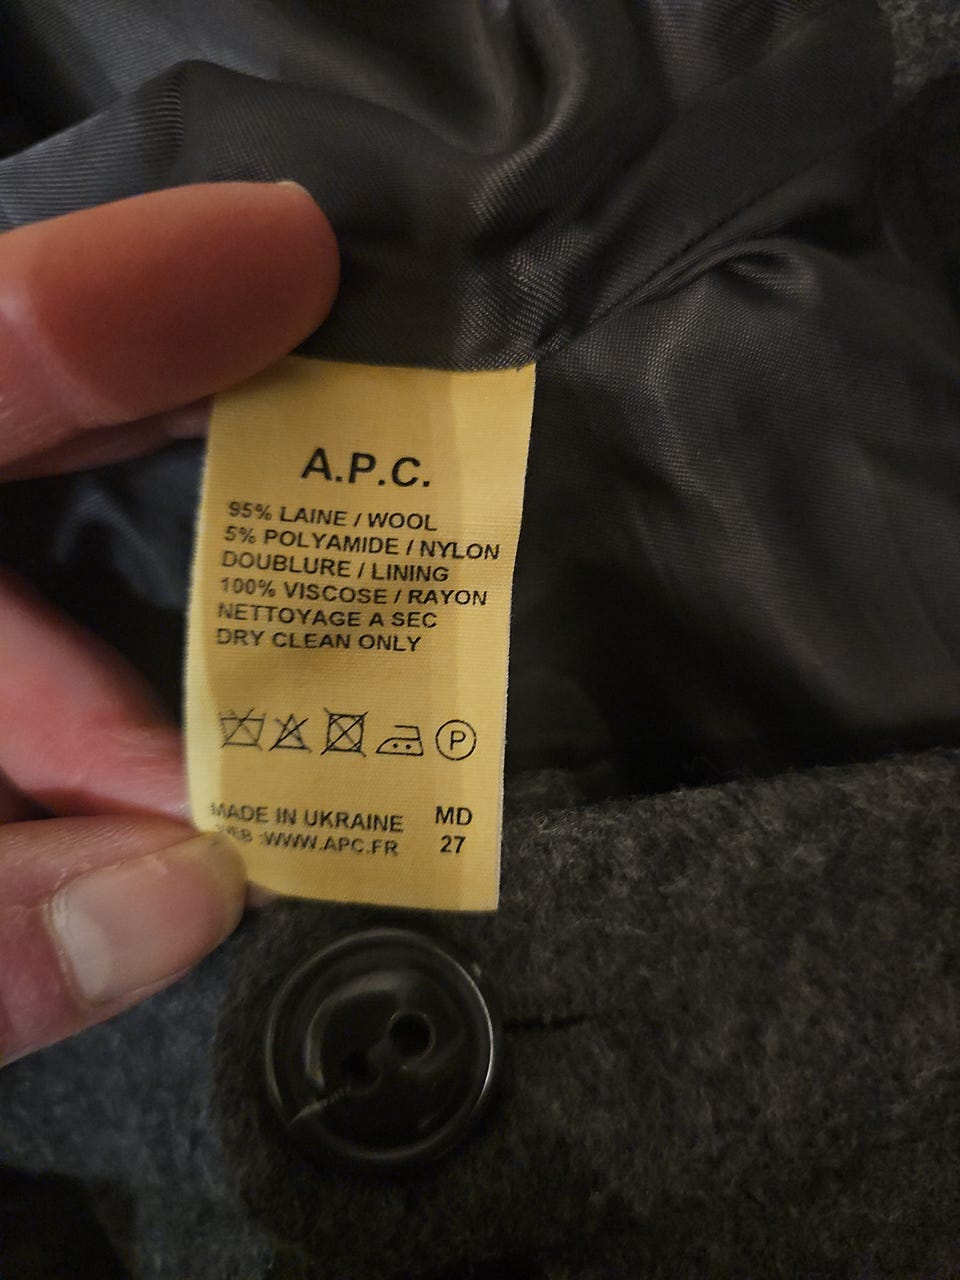 A.P.C.
95% LAINE / WOOL
5% POLYAMIDE / NYLON
DOUBLURE / LINING
100% VISCOSE / RAYON
NETTOYAGE A SEC
DRY CLEAN ONLY
P
MADE IN UKRAINE MD
WEB :WWW.APC.FR 27